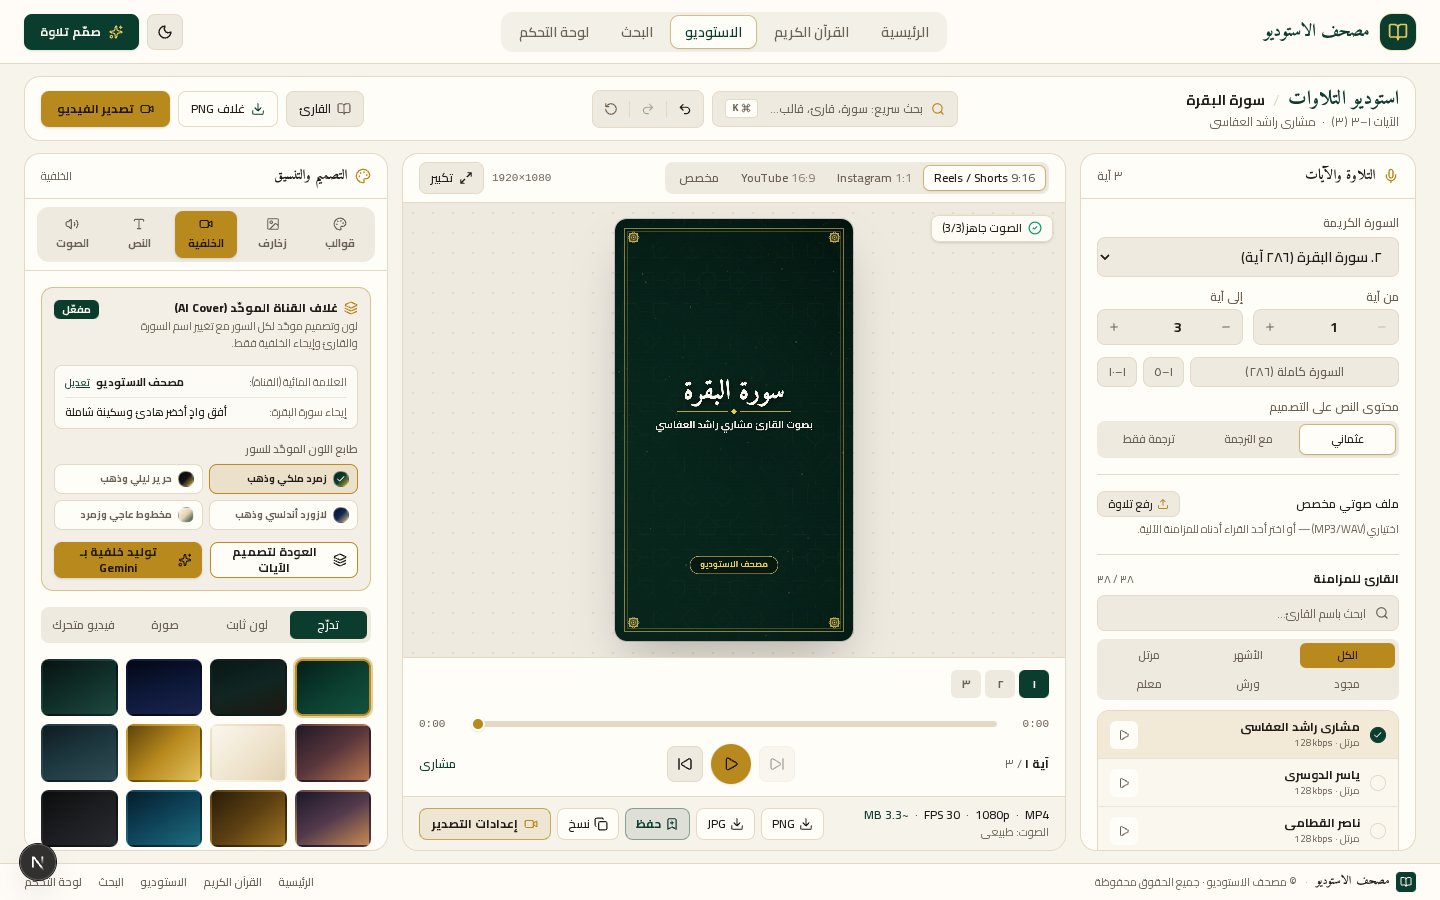 مصحف الاستوديو
الرئيسية
القرآن الكريم
الاستوديو
البحث
لوحة التحكم
صمّم تلاوة
استوديو التلاوات / سورة البقرة
الآيات ١–٣ (٣) · مشاري راشد العفاسي
بحث سريع: سورة، قارئ، قالب...
⌘ K
القارئ
غلاف PNG
تصدير الفيديو
التلاوة والآيات
٣ آية
السورة الكريمة
٢. سورة البقرة (٢٨٦ آية)
من آية
إلى آية
− 1 +
− 3 +
السورة كاملة (٢٨٦)
١–٥
١–١٠
محتوى النص على التصميم
عثماني
مع الترجمة
ترجمة فقط
ملف صوتي مخصص
رفع تلاوة
اختياري (MP3/WAV) — أو اختر أحد القراء أدناه للمزامنة الآلية.
القارئ للمزامنة
٣٨ / ٣٨
ابحث باسم القارئ...
الكل
الأشهر
مرتل
مجود
ورش
معلم
مشاري راشد العفاسي
مرتل · 128kbps
ياسر الدوسري
مرتل · 128kbps
ناصر القطامي
مرتل · 128kbps
Reels / Shorts 9:16
Instagram 1:1
YouTube 16:9
مخصص
1920×1080
تكبير
الصوت جاهز (3/3)
سورة البقرة
بصوت القارئ مشاري راشد العفاسي
مصحف الاستوديو
١
٢
٣
0:00
0:00
آية ١ / ٣
مشاري
MP4 · 1080p · 30 FPS · ~3.3 MB
الصوت: طبيعي
PNG
JPG
حفظ
نسخ
إعدادات التصدير
التصميم والتنسيق
الخلفية
قوالب
زخارف
الخلفية
النص
الصوت
غلاف القناة الموحّد (AI Cover)
مفعّل
لون وتصميم موحّد لكل السور مع تغيير اسم السورة
والقارئ وإيحاء الخلفية فقط.
العلامة المائية (القناة):
مصحف الاستوديو
تعديل
إيحاء سورة البقرة:
أفق وادٍ أخضر هادئ وسكينة شاملة
طابع اللون الموحّد للسور
زمرد ملكي وذهب
حرير ليلي وذهب
لازورد أندلسي وذهب
مخطوط عاجي وزمرد
العودة لتصميم
الآيات
توليد خلفية بـ
Gemini
تدرّج
لون ثابت
صورة
فيديو متحرك
N
مصحف الاستوديو · © مصحف الاستوديو · جميع الحقوق محفوظة
الرئيسية
القرآن الكريم
الاستوديو
البحث
لوحة التحكم